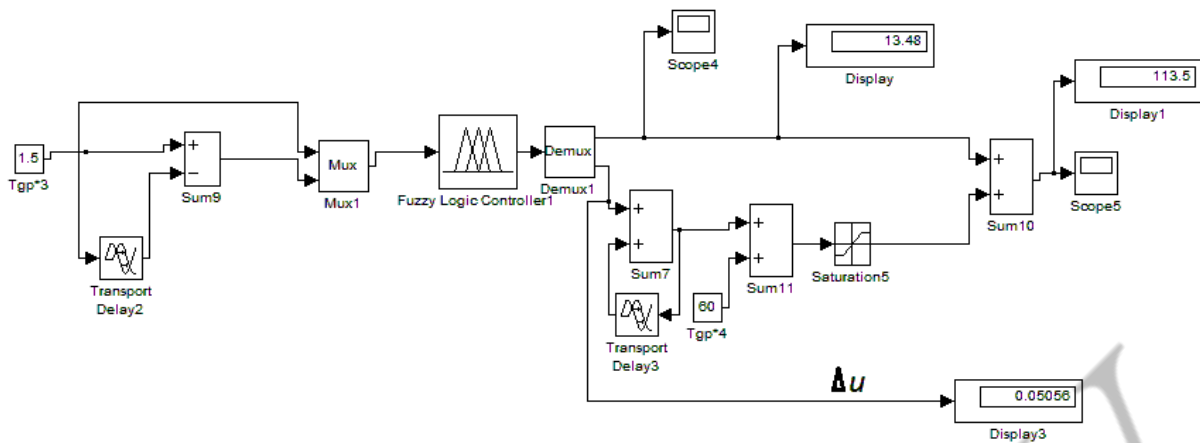 13.48
Scope4
Display
113.5
Display1
1.5
Tgp*3
+
−
Sum9
Mux
Mux1
Fuzzy Logic Controller1
Demux
Demux1
+
+
Sum10
Scope5
Transport
Delay2
+
+
Sum7
+
+
Sum11
Saturation5
60
Tgp*4
Transport
Delay3
Δu
0.05056
Display3